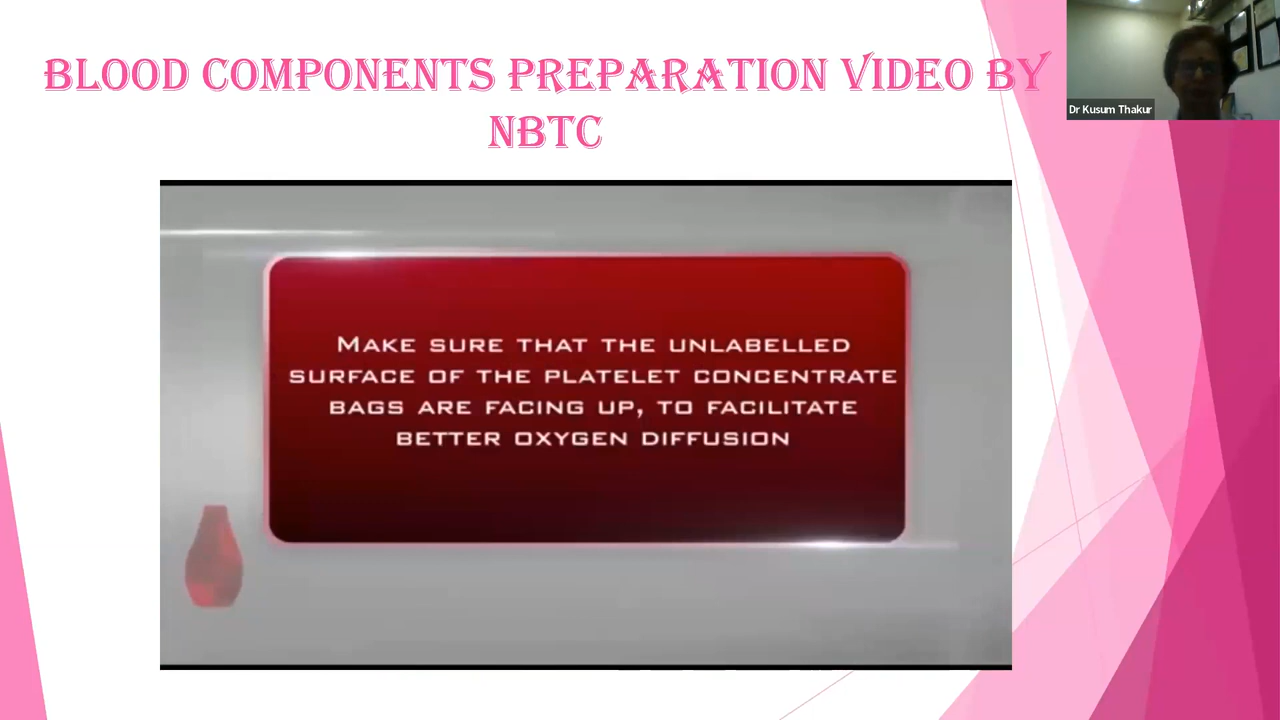 BLOOD COMPONENTS PREPARATION VIDEO BY
NBTC
Dr Kusum Thakur
MAKE SURE THAT THE UNLABELLED
SURFACE OF THE PLATELET CONCENTRATE
BAGS ARE FACING UP, TO FACILITATE
BETTER OXYGEN DIFFUSION